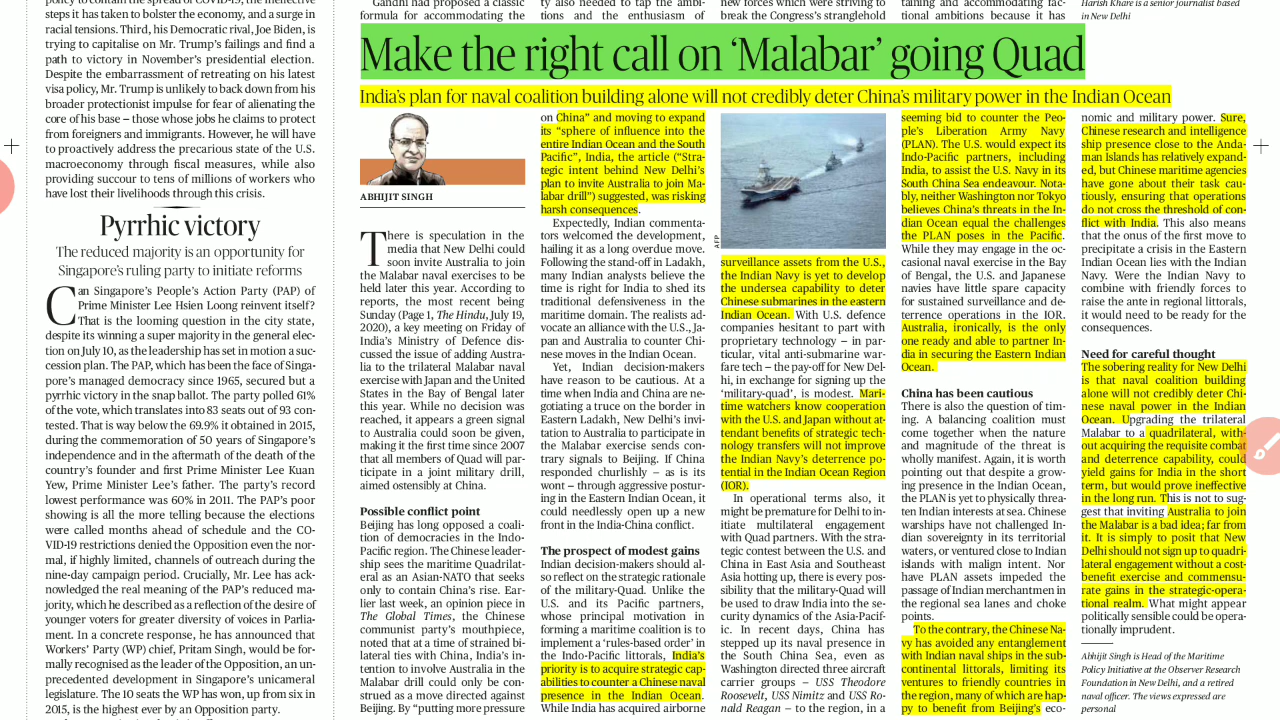 policy to contain the spread of COVID-19, the ineffective
steps it has taken to bolster the economy, and a surge in
racial tensions. Third, his Democratic rival, Joe Biden, is
trying to capitalise on Mr. Trump's failings and find a
path to victory in November's presidential election.
Despite the embarrassment of retreating on his latest
visa policy, Mr. Trump is unlikely to back down from his
broader protectionist impulse for fear of alienating the
core of his base – those whose jobs he claims to protect
from foreigners and immigrants. However, he will have
to proactively address the precarious state of the U.S.
macroeconomy through fiscal measures, while also
providing succour to tens of millions of workers who
have lost their livelihoods through this crisis.
Pyrrhic victory
The reduced majority is an opportunity for
Singapore's ruling party to initiate reforms
Can Singapore's People's Action Party (PAP) of
Prime Minister Lee Hsien Loong reinvent itself?
That is the looming question in the city state,
despite its winning a super majority in the general elec-
tion on July 10, as the leadership has set in motion a suc-
cession plan. The PAP, which has been the face of Singa-
pore's managed democracy since 1965, secured but a
pyrrhic victory in the snap ballot. The party polled 61%
of the vote, which translates into 83 seats out of 93 con-
tested. That is way below the 69.9% it obtained in 2015,
during the commemoration of 50 years of Singapore's
independence and in the aftermath of the death of the
country's founder and first Prime Minister Lee Kuan
Yew, Prime Minister Lee's father. The party's record
lowest performance was 60% in 2011. The PAP's poor
showing is all the more telling because the elections
were called months ahead of schedule and the CO-
VID-19 restrictions denied the Opposition even the nor-
mal, if highly limited, channels of outreach during the
nine-day campaign period. Crucially, Mr. Lee has ack-
nowledged the real meaning of the PAP's reduced ma-
jority, which he described as a reflection of the desire of
younger voters for greater diversity of voices in Parlia-
ment. In a concrete response, he has announced that
Workers' Party (WP) chief, Pritam Singh, would be for-
mally recognised as the leader of the Opposition, an un-
precedented development in Singapore's unicameral
legislature. The 10 seats the WP has won, up from six in
2015, is the highest ever by an Opposition party.
Gandhi had proposed a classic
formula for accommodating the
ty also needed to tap the ambi-
tions and the enthusiasm of
new forces which were striving to
break the Congress's stranglehold
taining and accommodating fac-
tional ambitions because it has
Harish Khare is a senior journalist based
in New Delhi
Make the right call on 'Malabar' going Quad
India's plan for naval coalition building alone will not credibly deter China's military power in the Indian Ocean
ABHIJIT SINGH
There is speculation in the
media that New Delhi could
soon invite Australia to join
the Malabar naval exercises to be
held later this year. According to
reports, the most recent being
Sunday (Page 1, The Hindu, July 19,
2020), a key meeting on Friday of
India's Ministry of Defence dis-
cussed the issue of adding Austra-
lia to the trilateral Malabar naval
exercise with Japan and the United
States in the Bay of Bengal later
this year. While no decision was
reached, it appears a green signal
to Australia could soon be given,
making it the first time since 2007
that all members of Quad will par-
ticipate in a joint military drill,
aimed ostensibly at China.
Possible conflict point
Beijing has long opposed a coali-
tion of democracies in the Indo-
Pacific region. The Chinese leader-
ship sees the maritime Quadrilat-
eral as an Asian-NATO that seeks
only to contain China's rise. Ear-
lier last week, an opinion piece in
The Global Times, the Chinese
communist party's mouthpiece,
noted that at a time of strained bi-
lateral ties with China, India's in-
tention to involve Australia in the
Malabar drill could only be con-
strued as a move directed against
Beijing. By "putting more pressure
on China" and moving to expand
its "sphere of influence into the
entire Indian Ocean and the South
Pacific", India, the article ("Stra-
tegic intent behind New Delhi's
plan to invite Australia to join Ma-
labar drill") suggested, was risking
harsh consequences.
Expectedly, Indian commenta-
tors welcomed the development,
hailing it as a long overdue move.
Following the stand-off in Ladakh,
many Indian analysts believe the
time is right for India to shed its
traditional defensiveness in the
maritime domain. The realists ad-
vocate an alliance with the U.S., Ja-
pan and Australia to counter Chi-
nese moves in the Indian Ocean.
Yet, Indian decision-makers
have reason to be cautious. At a
time when India and China are ne-
gotiating a truce on the border in
Eastern Ladakh, New Delhi's invi-
tation to Australia to participate in
the Malabar exercise sends con-
trary signals to Beijing. If China
responded churlishly – as is its
wont – through aggressive postur-
ing in the Eastern Indian Ocean, it
could needlessly open up a new
front in the India-China conflict.
The prospect of modest gains
Indian decision-makers should al-
so reflect on the strategic rationale
of the military-Quad. Unlike the
U.S. and its Pacific partners,
whose principal motivation in
forming a maritime coalition is to
implement a 'rules-based order' in
the Indo-Pacific littorals, India's
priority is to acquire strategic cap-
abilities to counter a Chinese naval
presence in the Indian Ocean.
While India has acquired airborne
AFP
surveillance assets from the U.S.,
the Indian Navy is yet to develop
the undersea capability to deter
Chinese submarines in the eastern
Indian Ocean. With U.S. defence
companies hesitant to part with
proprietary technology – in par-
ticular, vital anti-submarine war-
fare tech – the pay-off for New Del-
hi, in exchange for signing up the
'military-quad', is modest. Mari-
time watchers know cooperation
with the U.S. and Japan without at-
tendant benefits of strategic tech-
nology transfers will not improve
the Indian Navy's deterrence po-
tential in the Indian Ocean Region
(IOR).
In operational terms also, it
might be premature for Delhi to in-
itiate multilateral engagement
with Quad partners. With the stra-
tegic contest between the U.S. and
China in East Asia and Southeast
Asia hotting up, there is every pos-
sibility that the military-Quad will
be used to draw India into the se-
curity dynamics of the Asia-Pacif-
ic. In recent days, China has
stepped up its naval presence in
the South China Sea, even as
Washington directed three aircraft
carrier groups – USS Theodore
Roosevelt, USS Nimitz and USS Ro-
nald Reagan – to the region, in a
seeming bid to counter the Peo-
ple's Liberation Army Navy
(PLAN). The U.S. would expect its
Indo-Pacific partners, including
India, to assist the U.S. Navy in its
South China Sea endeavour. Nota-
bly, neither Washington nor Tokyo
believes China's threats in the In-
dian Ocean equal the challenges
the PLAN poses in the Pacific.
While they may engage in the oc-
casional naval exercise in the Bay
of Bengal, the U.S. and Japanese
navies have little spare capacity
for sustained surveillance and de-
terrence operations in the IOR.
Australia, ironically, is the only
one ready and able to partner In-
dia in securing the Eastern Indian
Ocean.
China has been cautious
There is also the question of tim-
ing. A balancing coalition must
come together when the nature
and magnitude of the threat is
wholly manifest. Again, it is worth
pointing out that despite a grow-
ing presence in the Indian Ocean,
the PLAN is yet to physically threa-
ten Indian interests at sea. Chinese
warships have not challenged In-
dian sovereignty in its territorial
waters, or ventured close to Indian
islands with malign intent. Nor
have PLAN assets impeded the
passage of Indian merchantmen in
the regional sea lanes and choke
points.
To the contrary, the Chinese Na-
vy has avoided any entanglement
with Indian naval ships in the sub-
continental littorals, limiting its
ventures to friendly countries in
the region, many of which are hap-
py to benefit from Beijing's eco-
nomic and military power. Sure,
Chinese research and intelligence
ship presence close to the Anda-
man Islands has relatively expand-
ed, but Chinese maritime agencies
have gone about their task cau-
tiously, ensuring that operations
do not cross the threshold of con-
flict with India. This also means
that the onus of the first move to
precipitate a crisis in the Eastern
Indian Ocean lies with the Indian
Navy. Were the Indian Navy to
combine with friendly forces to
raise the ante in regional littorals,
it would need to be ready for the
consequences.
Need for careful thought
The sobering reality for New Delhi
is that naval coalition building
alone will not credibly deter Chi-
nese naval power in the Indian
Ocean. Upgrading the trilateral
Malabar to a quadrilateral, with-
out acquiring the requisite combat
and deterrence capability, could
yield gains for India in the short
term, but would prove ineffective
in the long run. This is not to sug-
gest that inviting Australia to join
the Malabar is a bad idea; far from
it. It is simply to posit that New
Delhi should not sign up to quadri-
lateral engagement without a cost-
benefit exercise and commensu-
rate gains in the strategic-opera-
tional realm. What might appear
politically sensible could be opera-
tionally imprudent.
Abhijit Singh is Head of the Maritime
Policy Initiative at the Observer Research
Foundation in New Delhi, and a retired
naval officer. The views expressed are
personal